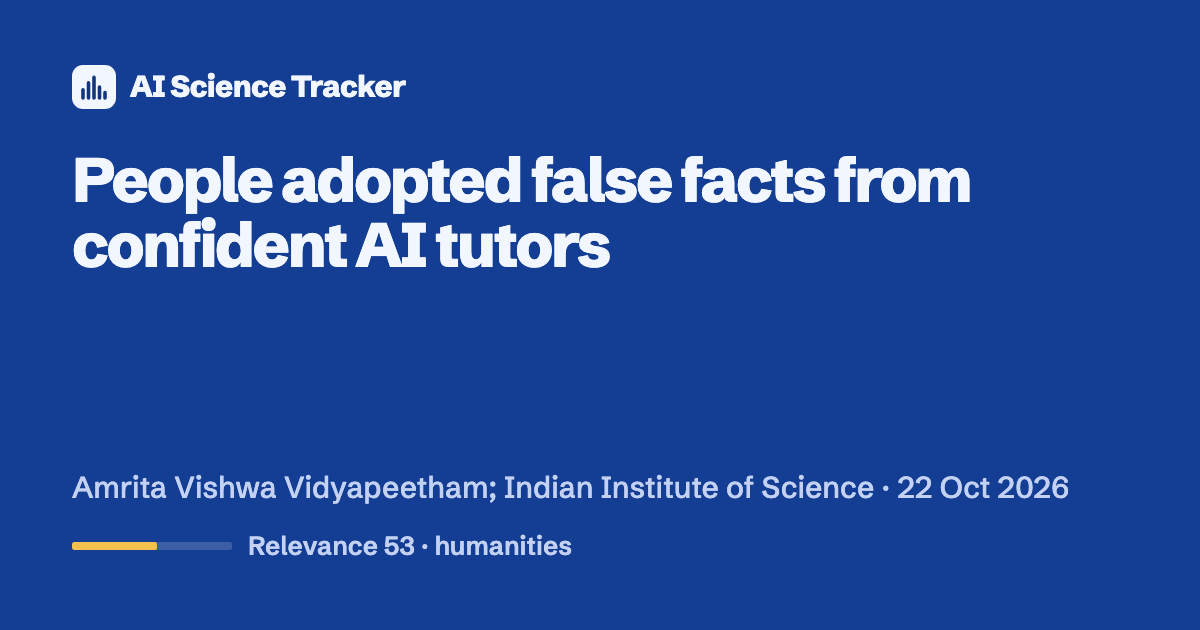 AI Science Tracker
People adopted false facts from
confident AI tutors
Amrita Vishwa Vidyapeetham; Indian Institute of Science · 22 Oct 2026
Relevance 53 · humanities